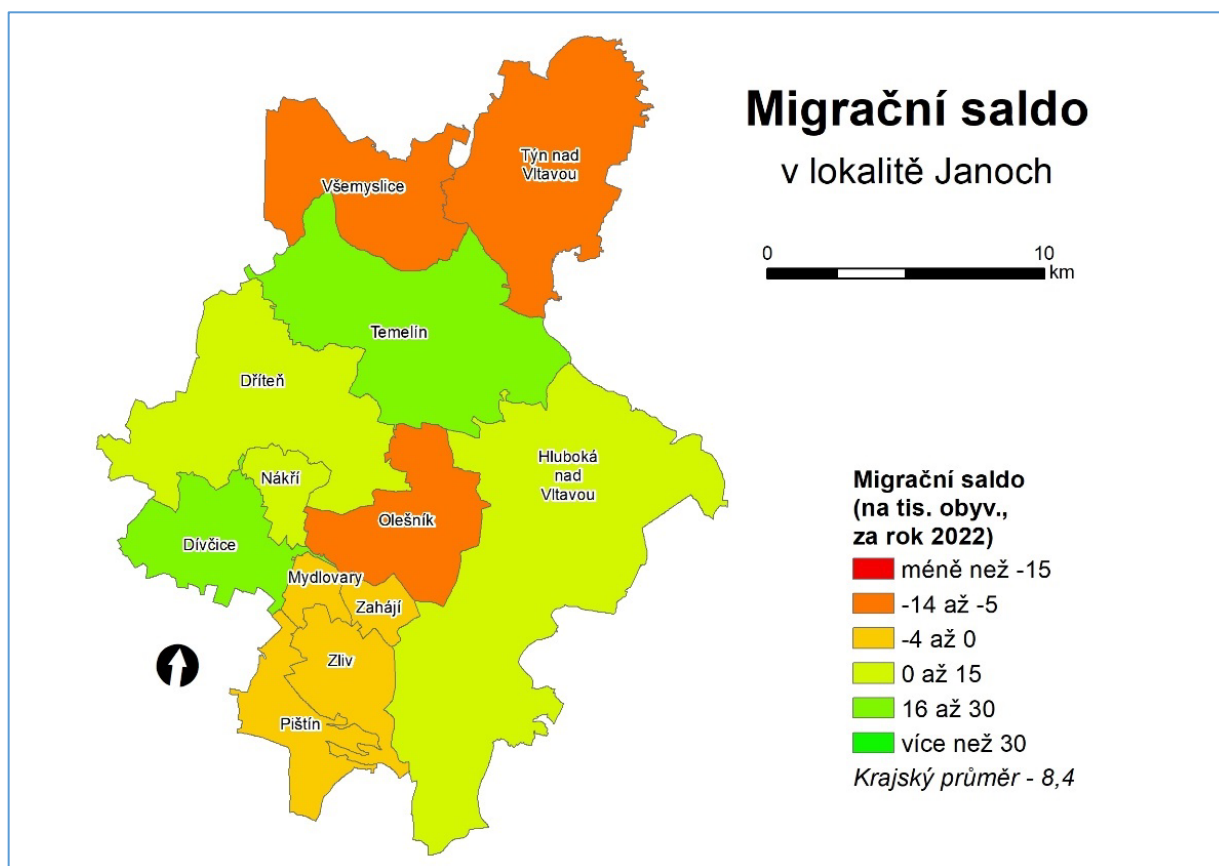 Migrační saldo
v lokalitě Janoch
0 10
km
Týn nad
Vltavou
Všemyslice
Temelín
Dříteň
Hluboká
nad
Vltavou
Nákří
Olešník
Dívčice
Mydlovary
Zahájí
Zliv
Pištín
Migrační saldo
(na tis. obyv.,
za rok 2022)
méně než -15
-14 až -5
-4 až 0
0 až 15
16 až 30
více než 30
Krajský průměr - 8,4